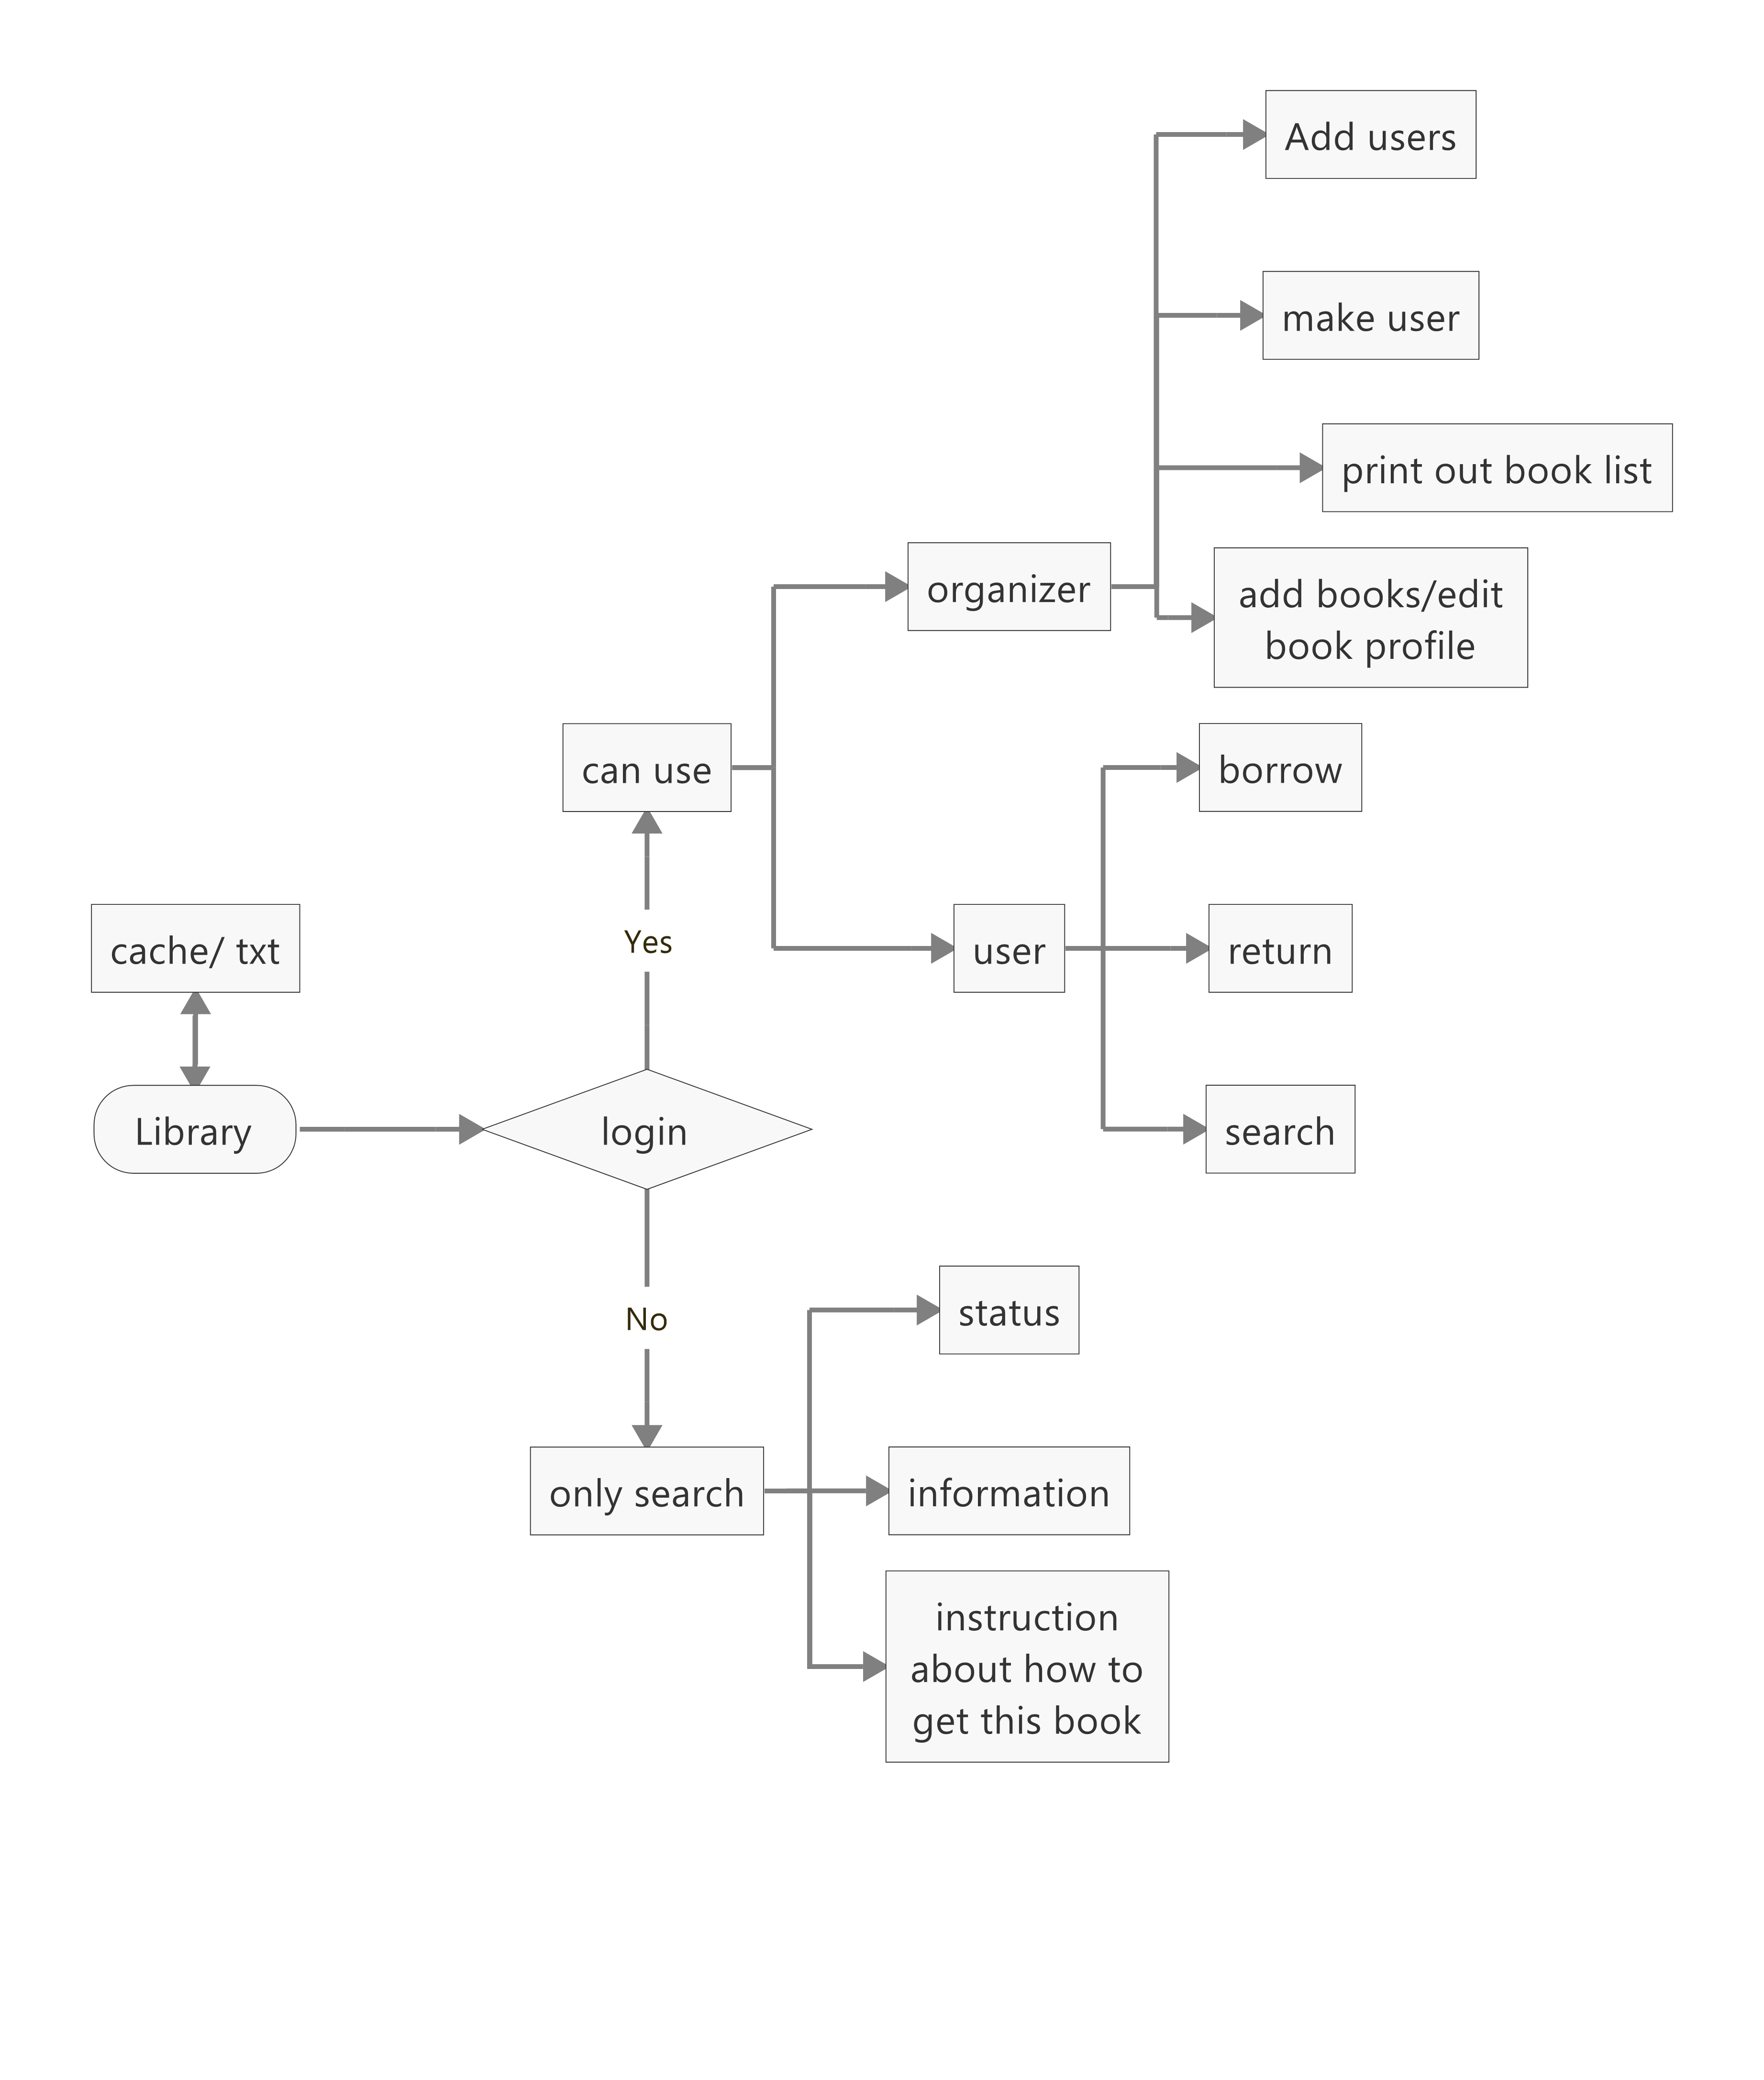 Add users
make user
print out book list
organizer
add books/edit
book profile
can use
borrow
Yes
cache/ txt
user
return
Library
login
search
No
status
only search
information
instruction
about how to
get this book